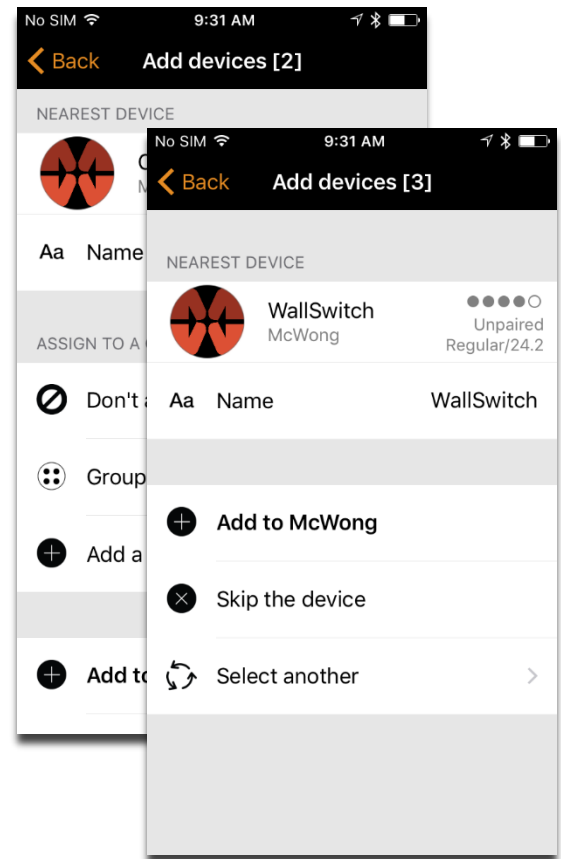 No SIM 9:31 AM
Back Add devices [2]
NEAREST DEVICE
Aa Name
ASSIGN TO A
Don't
Group
Add a
Add to
No SIM 9:31 AM
Back Add devices [3]
NEAREST DEVICE
WallSwitch
McWong
Unpaired
Regular/24.2
Aa Name WallSwitch
Add to McWong
Skip the device
Select another